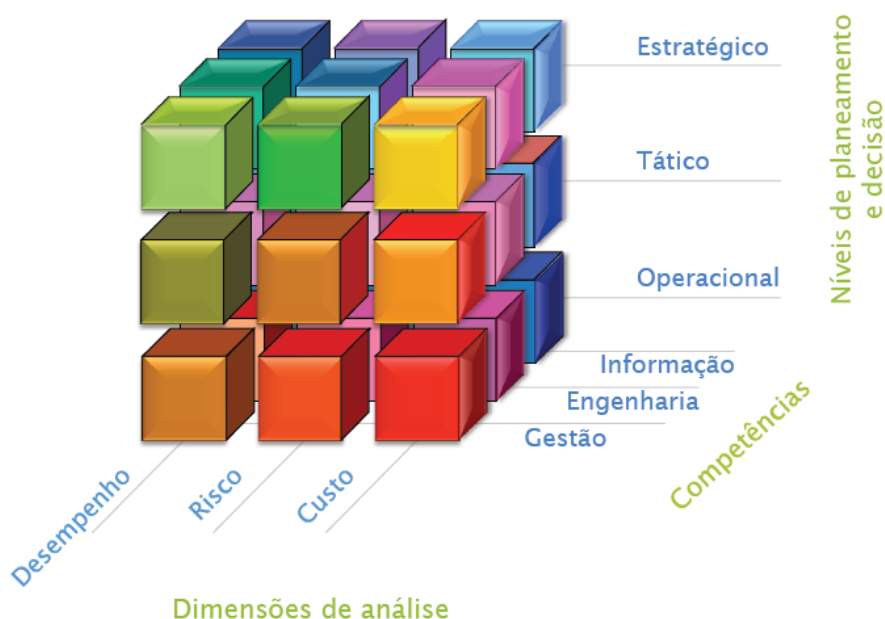 Estratégico
Tático
Operacional
Níveis de planeamento
e decisão
Informação
Engenharia
Gestão
Competências
Desempenho
Risco
Custo
Dimensões de análise